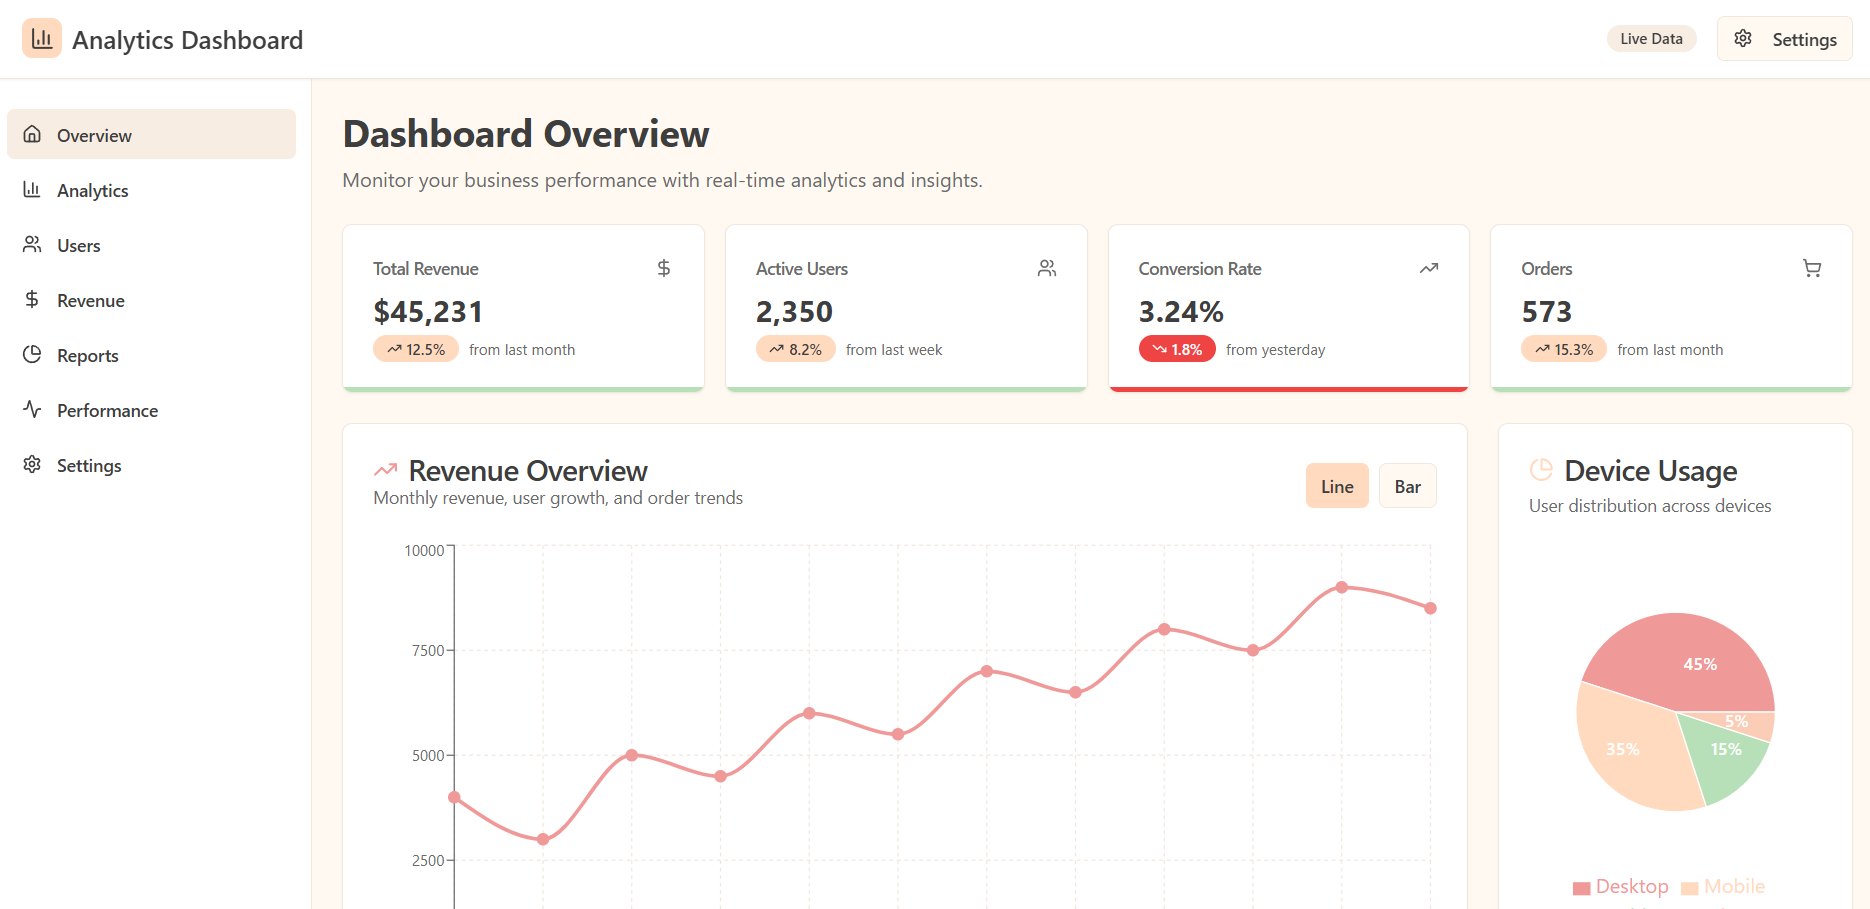 Analytics Dashboard
Live Data
Settings
Overview
Analytics
Users
Revenue
Reports
Performance
Settings
Dashboard Overview
Monitor your business performance with real-time analytics and insights.
Total Revenue
$45,231
12.5% from last month
Active Users
2,350
8.2% from last week
Conversion Rate
3.24%
1.8% from yesterday
Orders
573
15.3% from last month
Revenue Overview
Monthly revenue, user growth, and order trends
Line
Bar
10000
7500
5000
2500
Device Usage
User distribution across devices
45%
5%
15%
35%
Desktop
Mobile